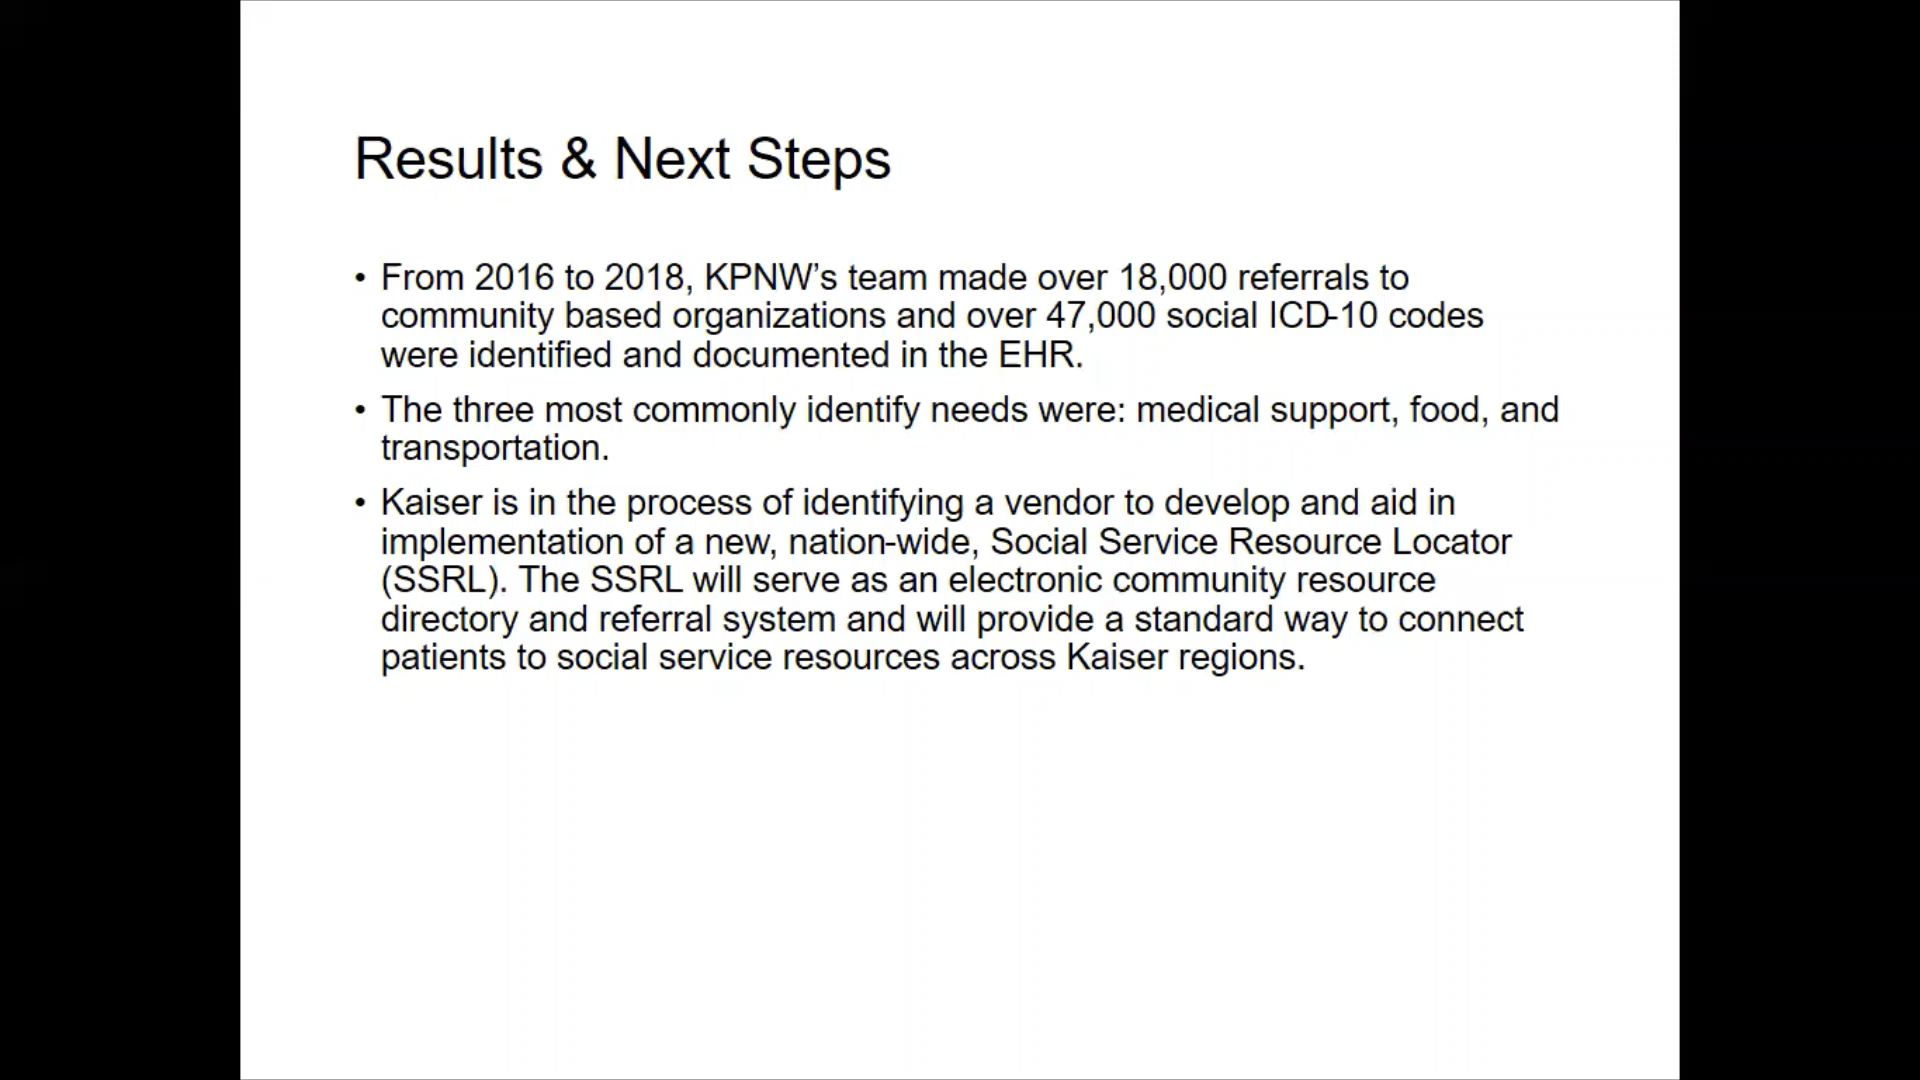 Results & Next Steps
• From 2016 to 2018, KPNW’s team made over 18,000 referrals to
community based organizations and over 47,000 social ICD-10 codes
were identified and documented in the EHR.
• The three most commonly identify needs were: medical support, food, and
transportation.
• Kaiser is in the process of identifying a vendor to develop and aid in
implementation of a new, nation-wide, Social Service Resource Locator
(SSRL). The SSRL will serve as an electronic community resource
directory and referral system and will provide a standard way to connect
patients to social service resources across Kaiser regions.